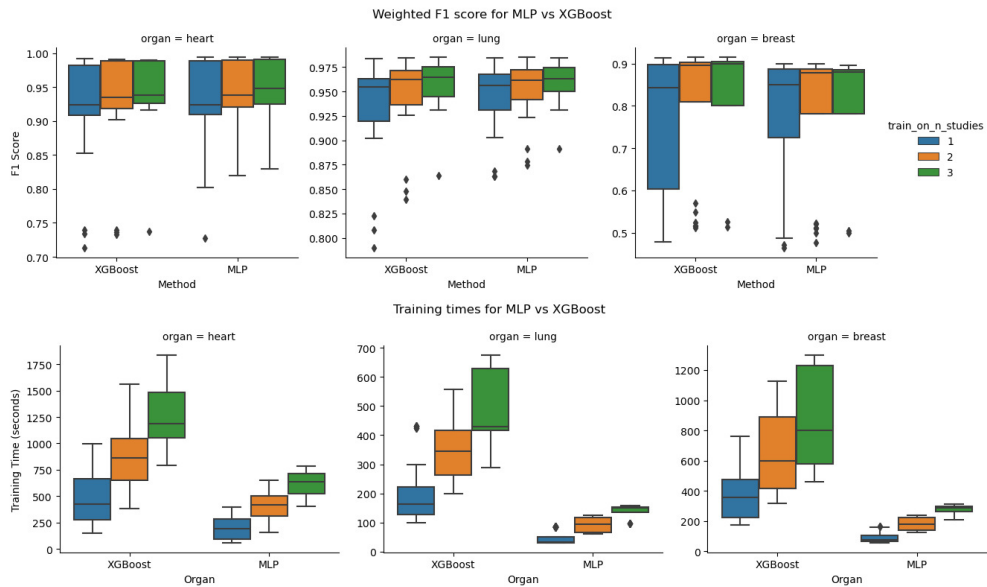 Weighted F1 score for MLP vs XGBoost
organ = heart
organ = lung
organ = breast
1.00
0.95
0.90
0.85
0.80
0.75
0.70
F1 Score
XGBoost
MLP
Method
0.975
0.950
0.925
0.900
0.875
0.850
0.825
0.800
XGBoost
MLP
Method
0.9
0.8
0.7
0.6
0.5
XGBoost
MLP
Method
train_on_n_studies
1
2
3
Training times for MLP vs XGBoost
organ = heart
organ = lung
organ = breast
1750
1500
1250
1000
750
500
250
0
Training Time (seconds)
XGBoost
MLP
Organ
700
600
500
400
300
200
100
0
XGBoost
MLP
Organ
1200
1000
800
600
400
200
0
XGBoost
MLP
Organ